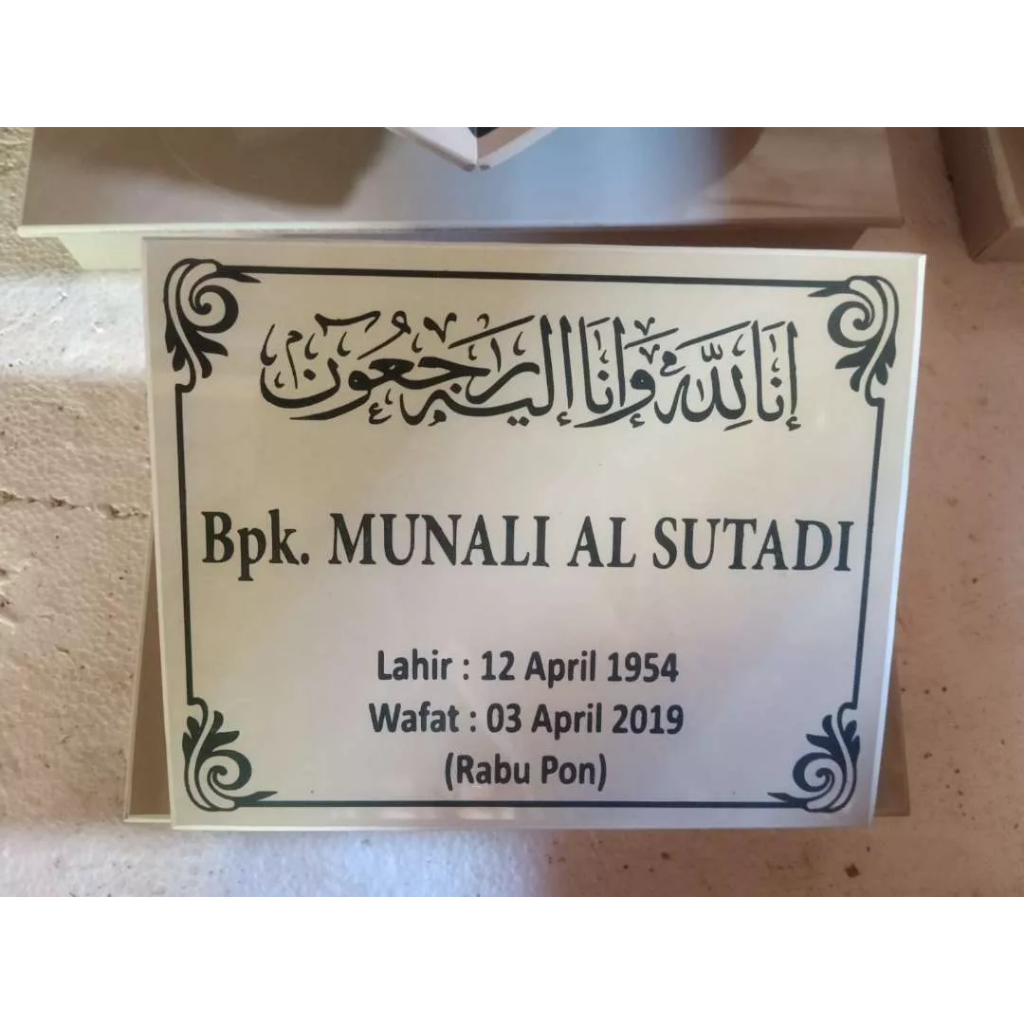 إنا لله وإنا إليه راجعون
Bpk. MUNALI AL SUTADI
Lahir : 12 April 1954
Wafat : 03 April 2019
(Rabu Pon)